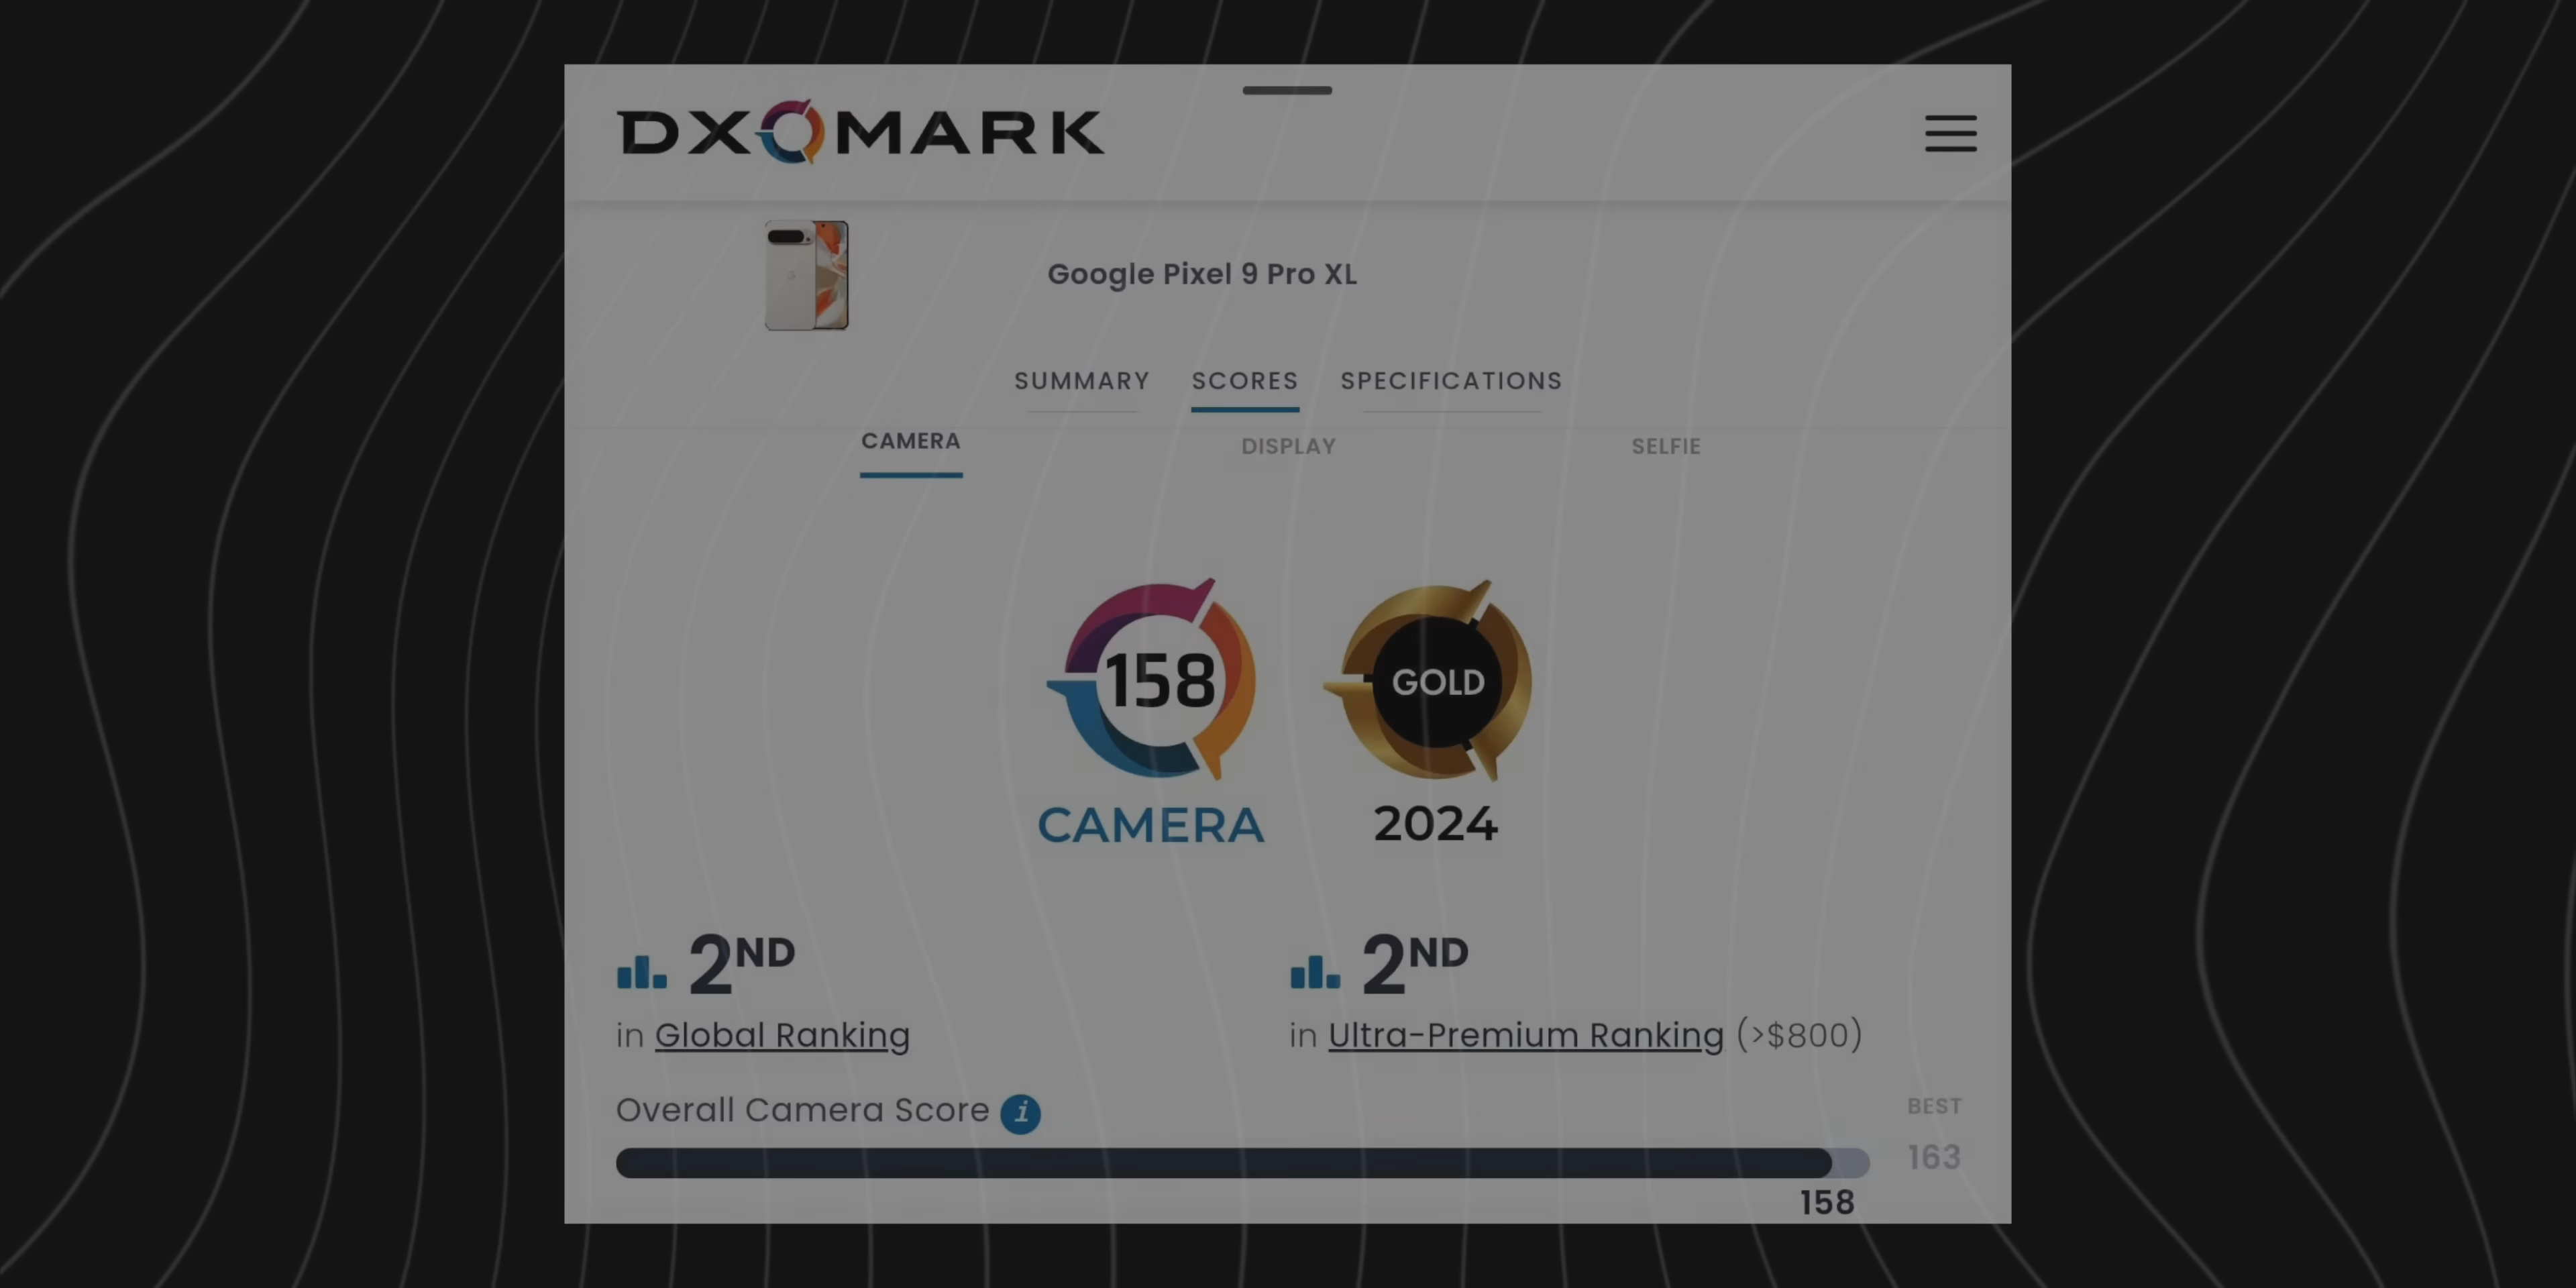 DXOMARK
Google Pixel 9 Pro XL
SUMMARY SCORES SPECIFICATIONS
CAMERA DISPLAY SELFIE
158 GOLD
CAMERA 2024
2ND 2ND
in Global Ranking in Ultra-Premium Ranking (>$800)
Overall Camera Score i BEST
163
158